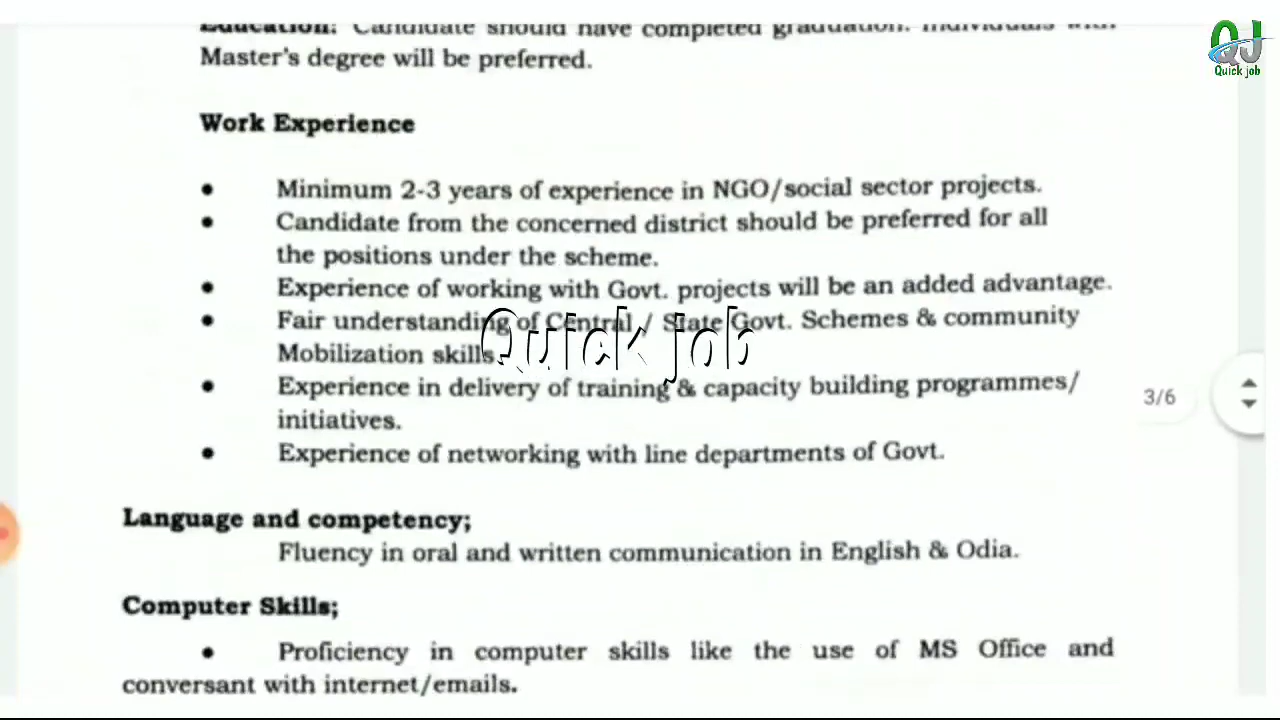 Education: Candidate should have completed graduation. Individuals with
Master's degree will be preferred.
Work Experience
● Minimum 2-3 years of experience in NGO/social sector projects.
● Candidate from the concerned district should be preferred for all
the positions under the scheme.
● Experience of working with Govt. projects will be an added advantage.
● Fair understanding of Central / State Govt. Schemes & community
Mobilization skills.
● Experience in delivery of training & capacity building programmes/
initiatives.
● Experience of networking with line departments of Govt.
Language and competency;
Fluency in oral and written communication in English & Odia.
Computer Skills;
● Proficiency in computer skills like the use of MS Office and
conversant with internet/emails.
Quick job
3/6
QJ
Quick job